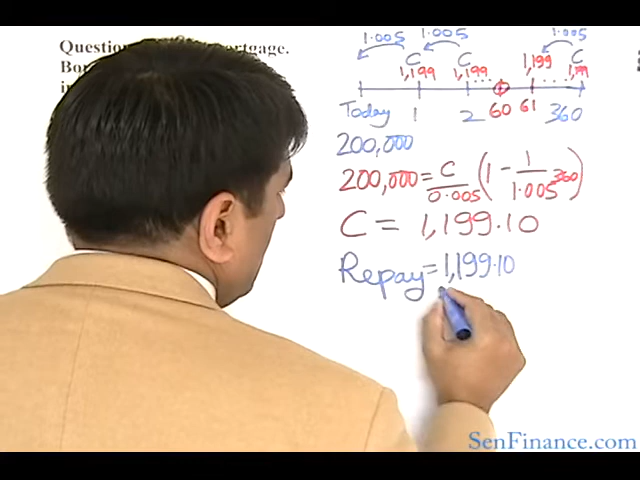 Question rtgage.
Bor
in
1.005 1.005 1.005
C C C
1,199 1,199 1,199 1,199
Today 1 2 60 61 360
200,000
200,000 = C/0.005 (1 - 1/1.005^360)
C = 1,199.10
Repay = 1,199.10
SenFinance.com